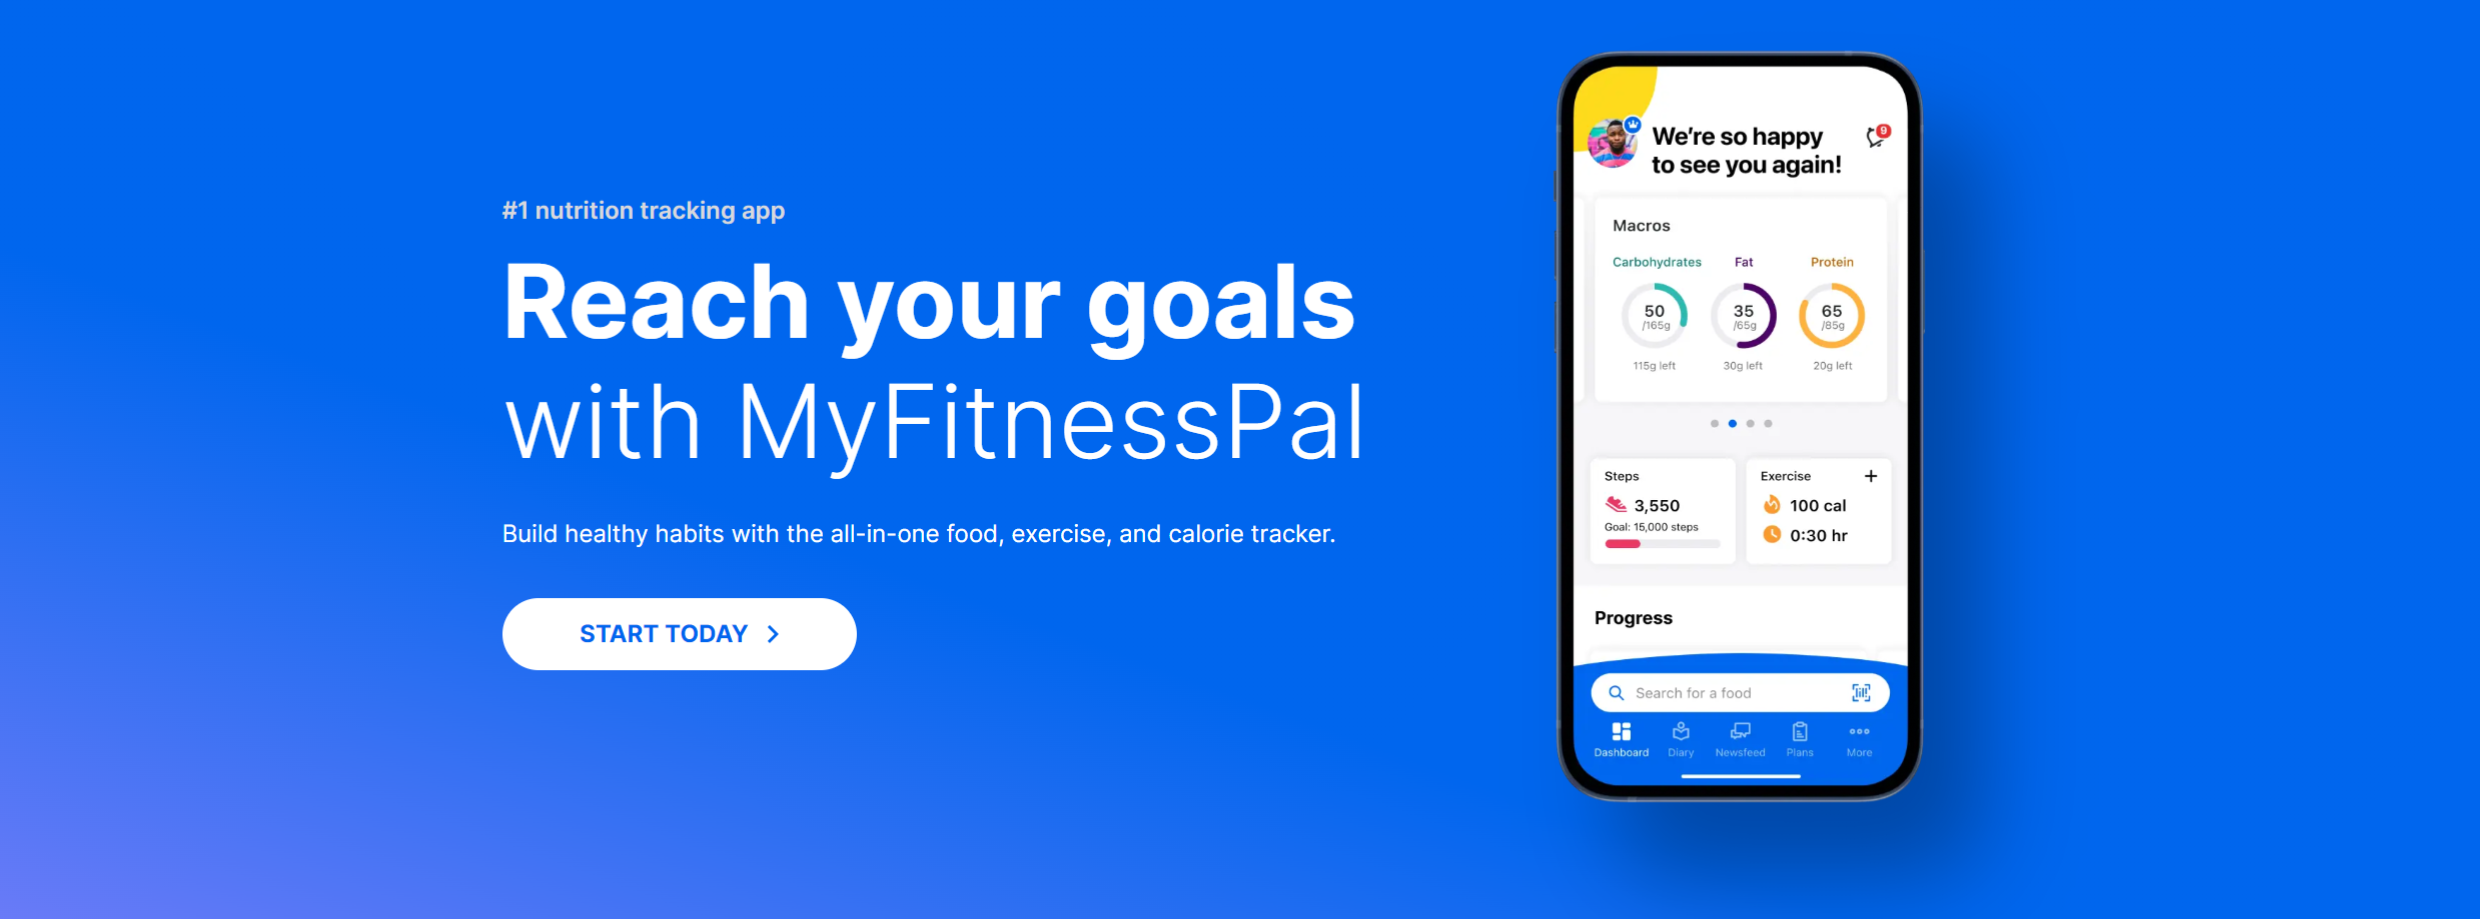 #1 nutrition tracking app
Reach your goals
with MyFitnessPal
Build healthy habits with the all-in-one food, exercise, and calorie tracker.
START TODAY
We're so happy
to see you again!
9
Macros
Carbohydrates Fat Protein
50 35 65
/165g /65g /85g
115g left 30g left 20g left
Steps
3,550
Goal: 15,000 steps
Exercise +
100 cal
0:30 hr
Progress
Search for a food
Dashboard Diary Newsfeed Plans More